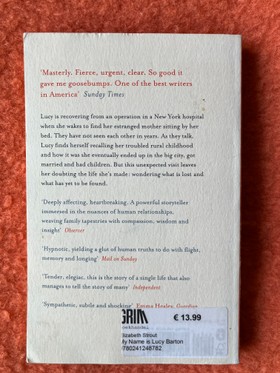 'Masterly. Fierce, urgent, clear. So good it
gave me goosebumps. One of the best writers
in America' Sunday Times
Lucy is recovering from an operation in a New York hospital
when she wakes to find her estranged mother sitting by her
bed. They have not seen each other in years. As they talk,
Lucy finds herself recalling her troubled rural childhood
and how it was she eventually ended up in the big city, got
married and had children. But this unexpected visit leaves
her doubting the life she's made: wondering what is lost and
what has yet to be found.
'Deeply affecting, heartbreaking. A powerful storyteller
immersed in the nuances of human relationships,
weaving family tapestries with compassion, wisdom and
insight' Observer
'Hypnotic, yielding a glut of human truths to do with flight,
memory and longing' Mail on Sunday
'Tender, elegiac, this is the story of a single life that also
manages to tell the story of many' Independent
'Sympathetic, subtle and shocking' Emma Healey, Guardian
GRIM
€ 13.99
lizabeth Strout
My Name is Lucy Barton
9780241248782